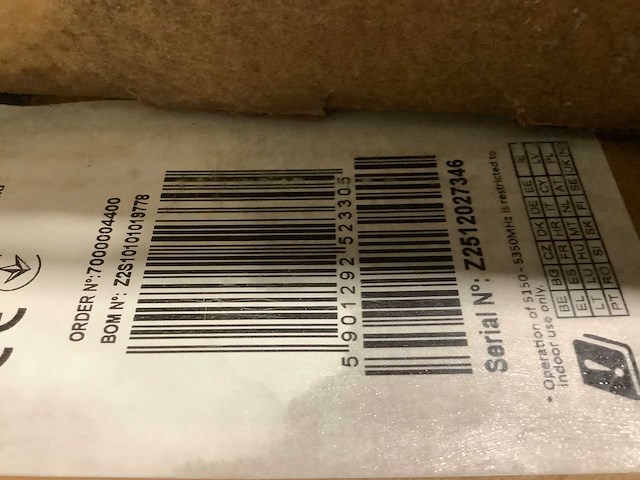 ORDER Nº:7000004400
BOM Nº: Z2S10101019778
5 901292 523305
Serial Nº: Z2512027346
• Operation of 5150 - 5350MHz is restricted to
indoor use only.
BE BG CZ DK DE EE IE
EL ES FR HR IT CY LV
LT LU HU MT NL AT PL
PT RO SI SK FI SE UK(NI)